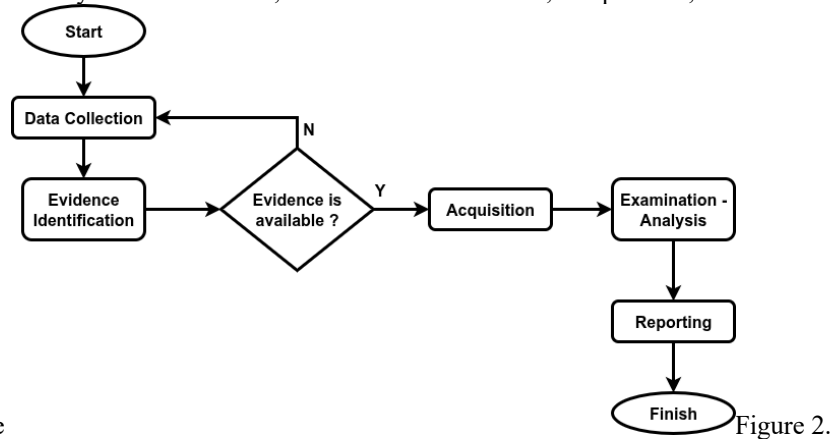 Start
Data Collection
N
Evidence
Identification
Evidence is
available ?
Y
Acquisition
Examination -
Analysis
Reporting
Finish
Figure 2.